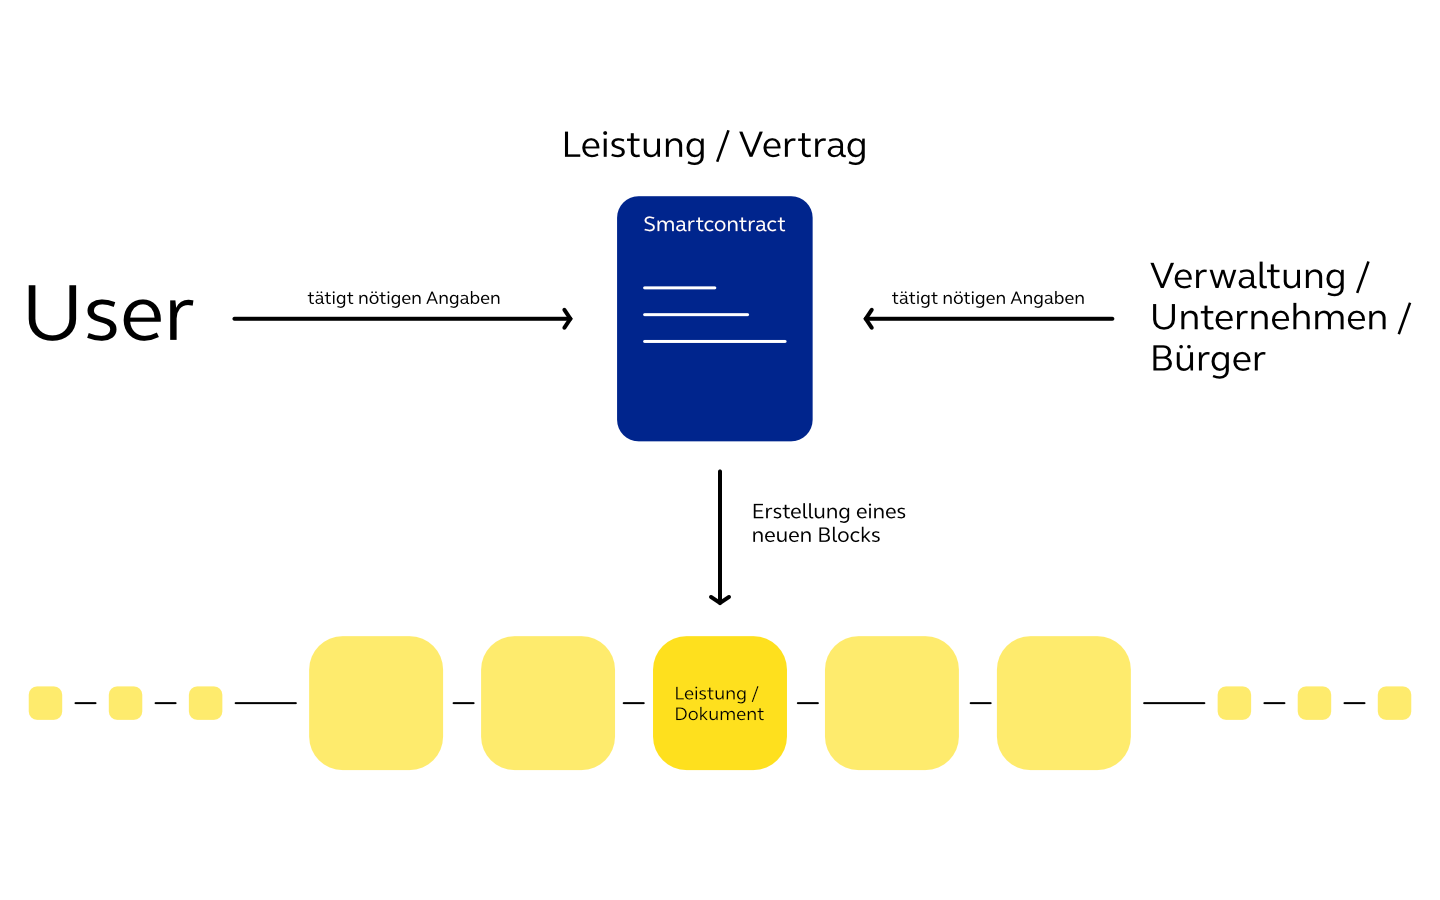 Leistung / Vertrag
Smartcontract
User
tätigt nötigen Angaben
tätigt nötigen Angaben
Verwaltung /
Unternehmen /
Bürger
Erstellung eines
neuen Blocks
Leistung /
Dokument